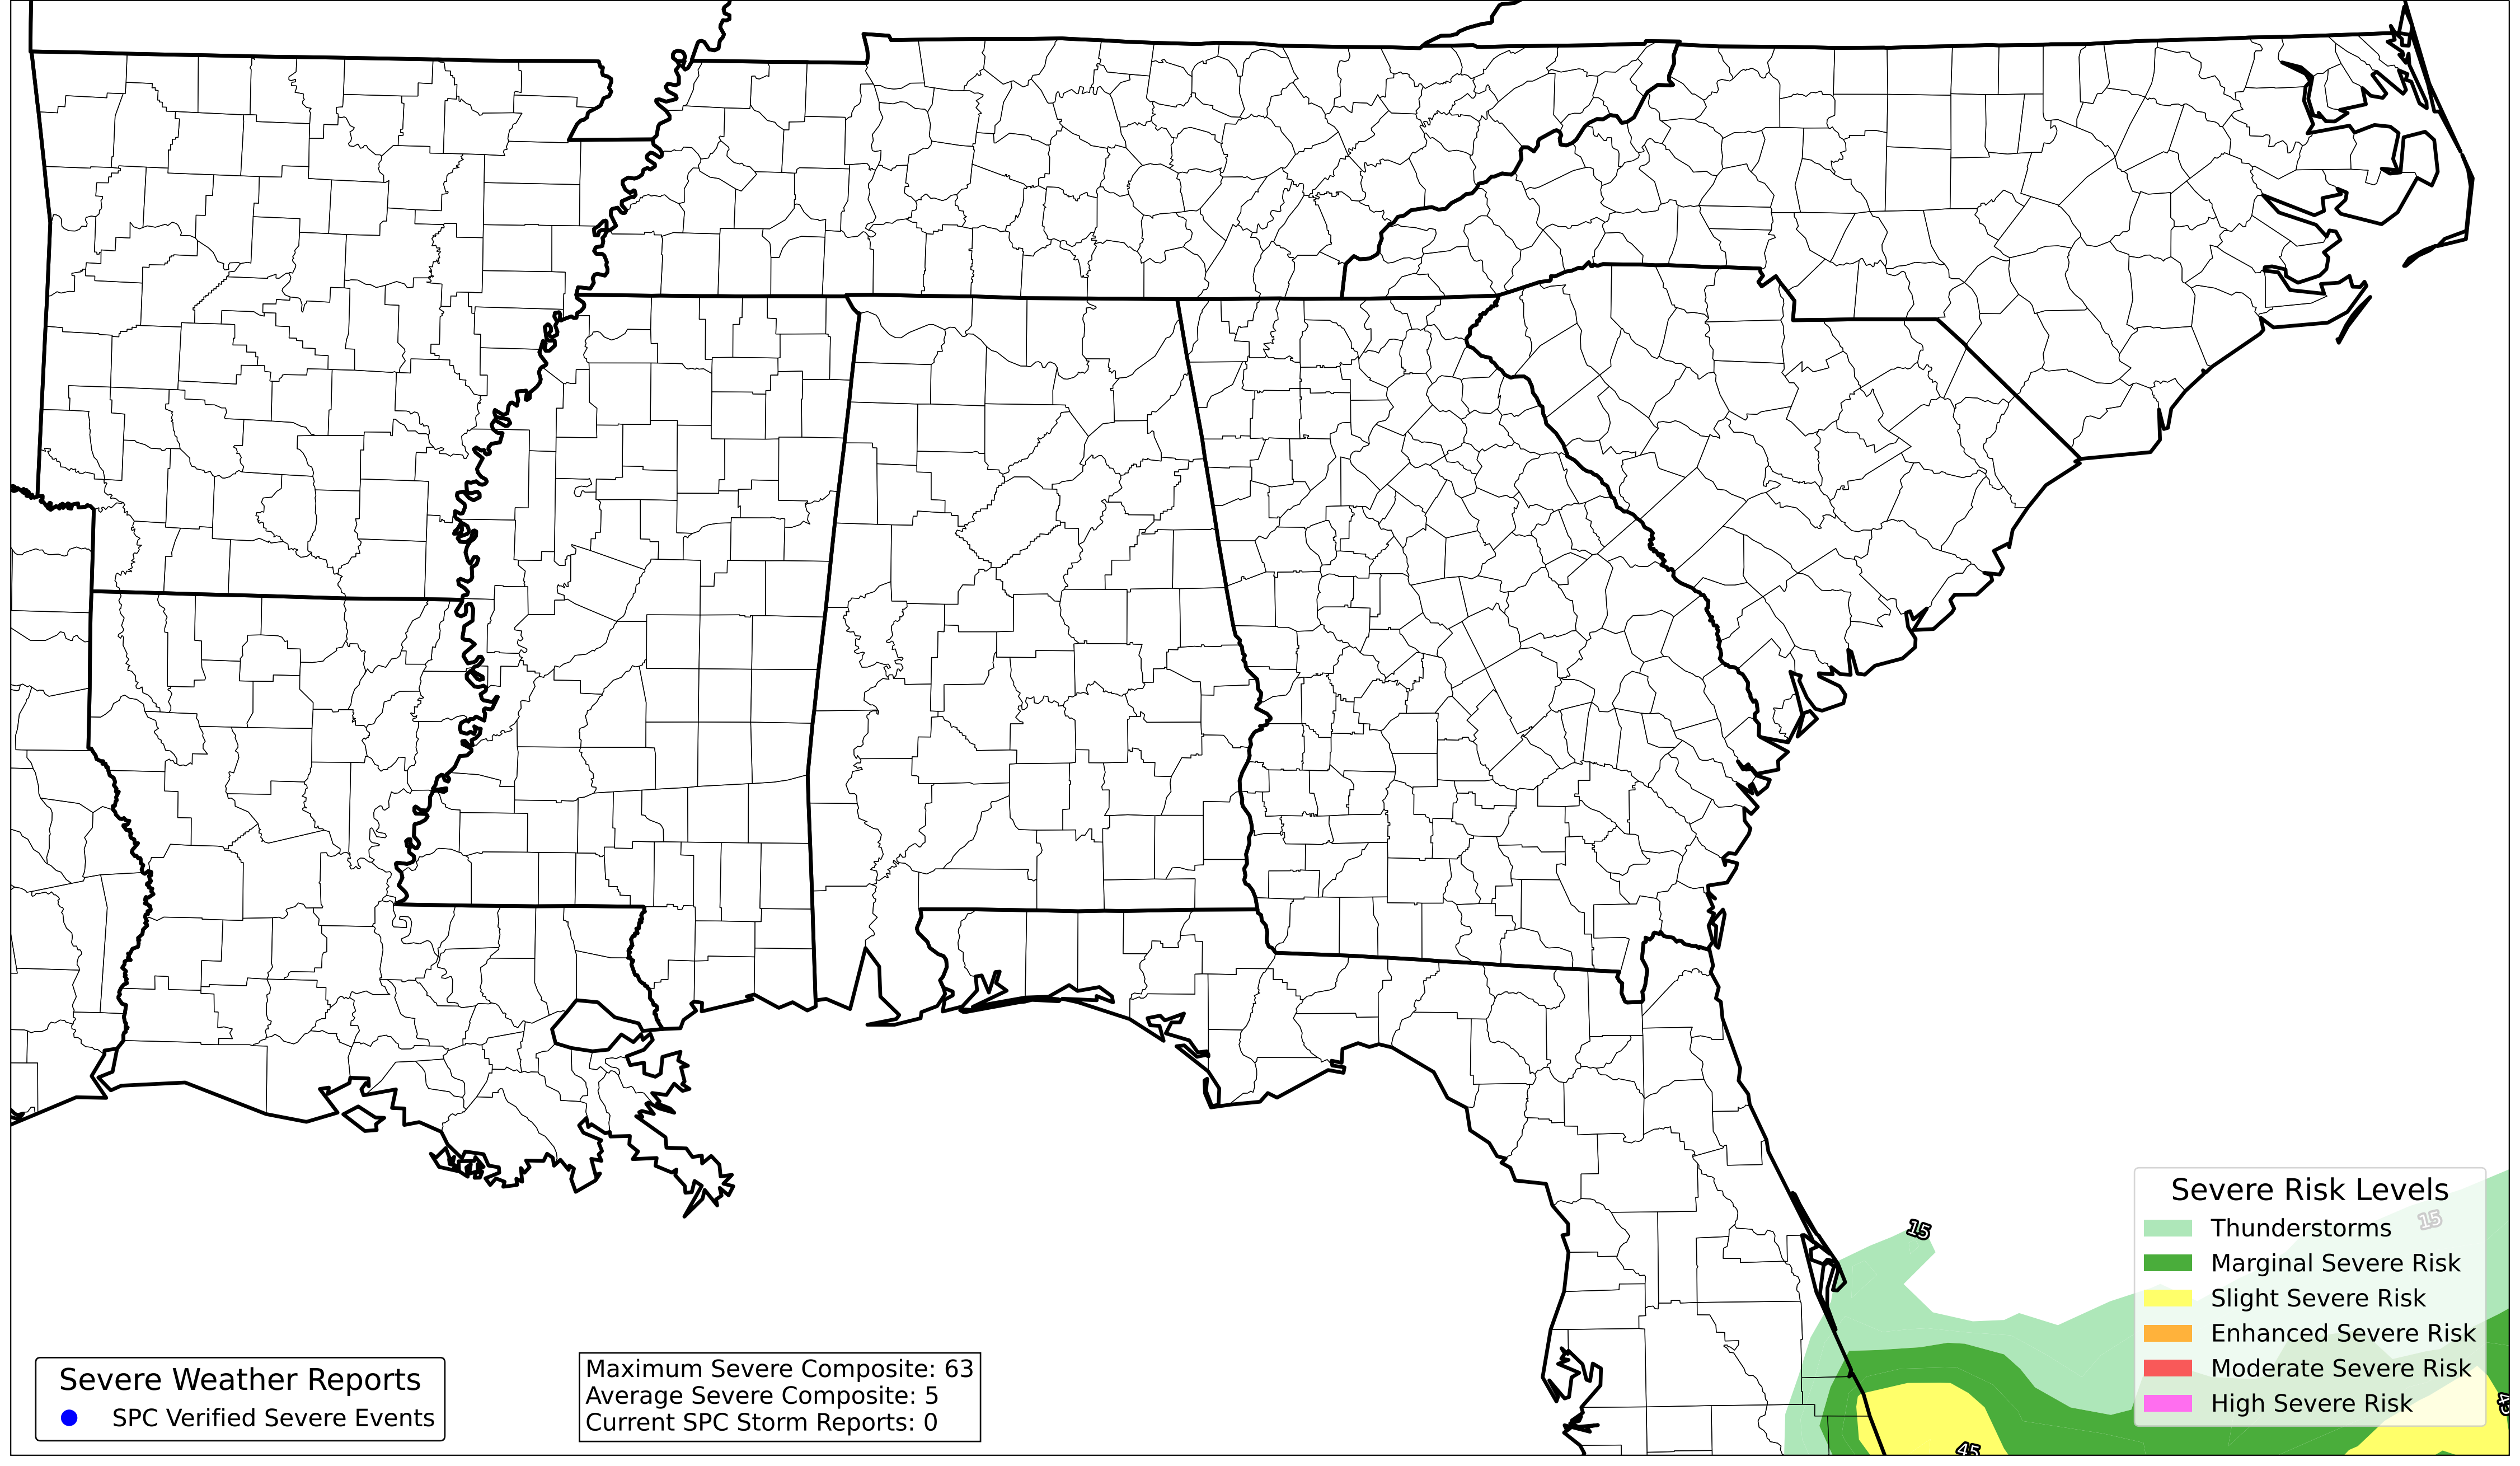 15
Severe Risk Levels
15
Thunderstorms
Marginal Severe Risk
Slight Severe Risk
Enhanced Severe Risk
Moderate Severe Risk
High Severe Risk
45
45
Severe Weather Reports
SPC Verified Severe Events
Maximum Severe Composite: 63
Average Severe Composite: 5
Current SPC Storm Reports: 0